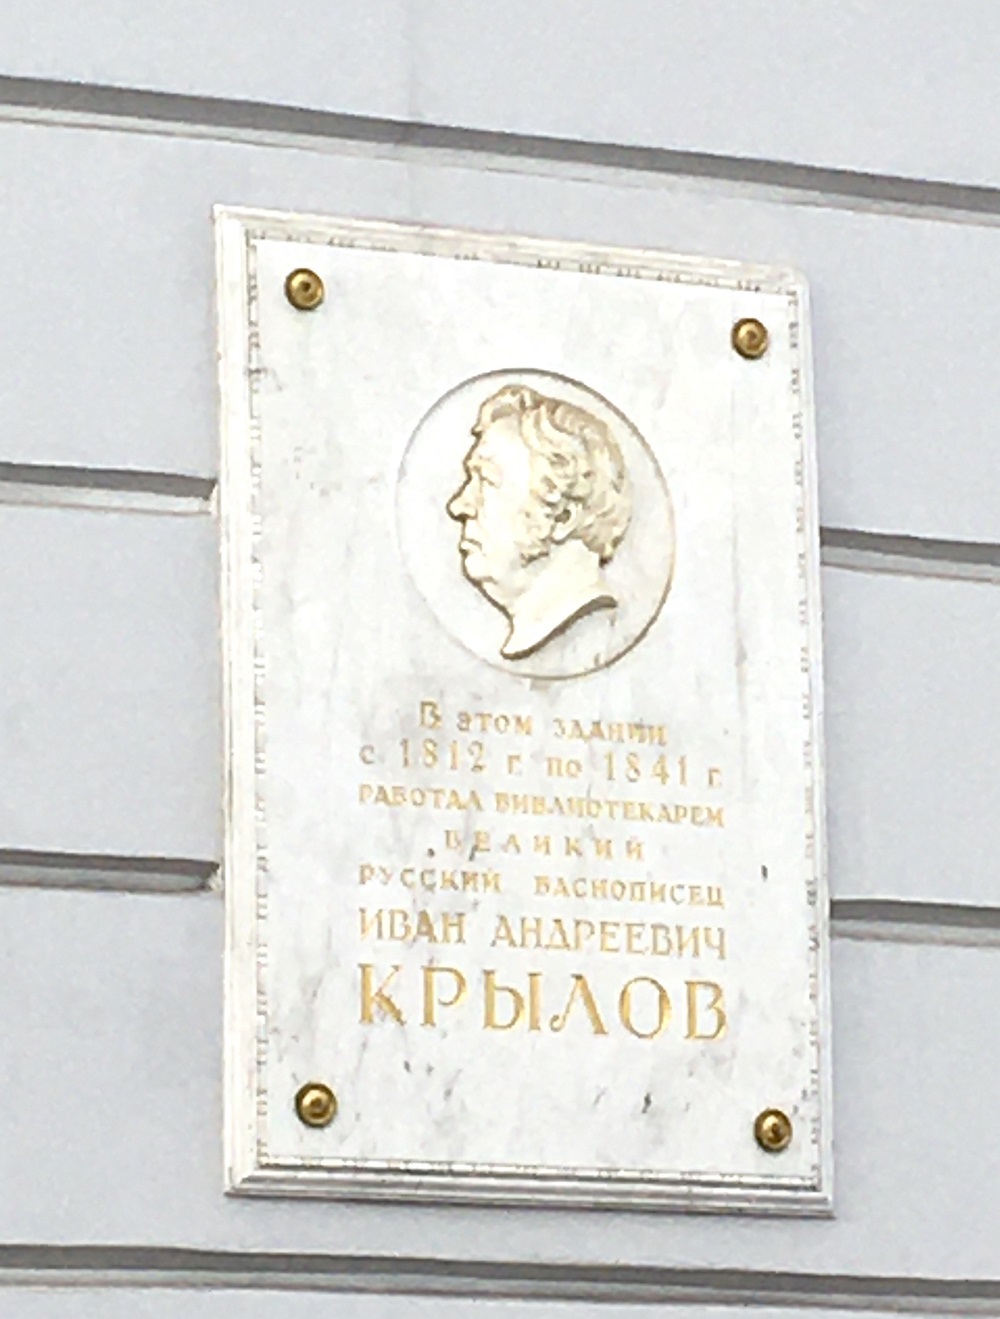 В этом здании
с 1812 г. по 1841 г.
работал библиотекарем
великий
русский баснописец
ИВАН АНДРЕЕВИЧ
КРЫЛОВ